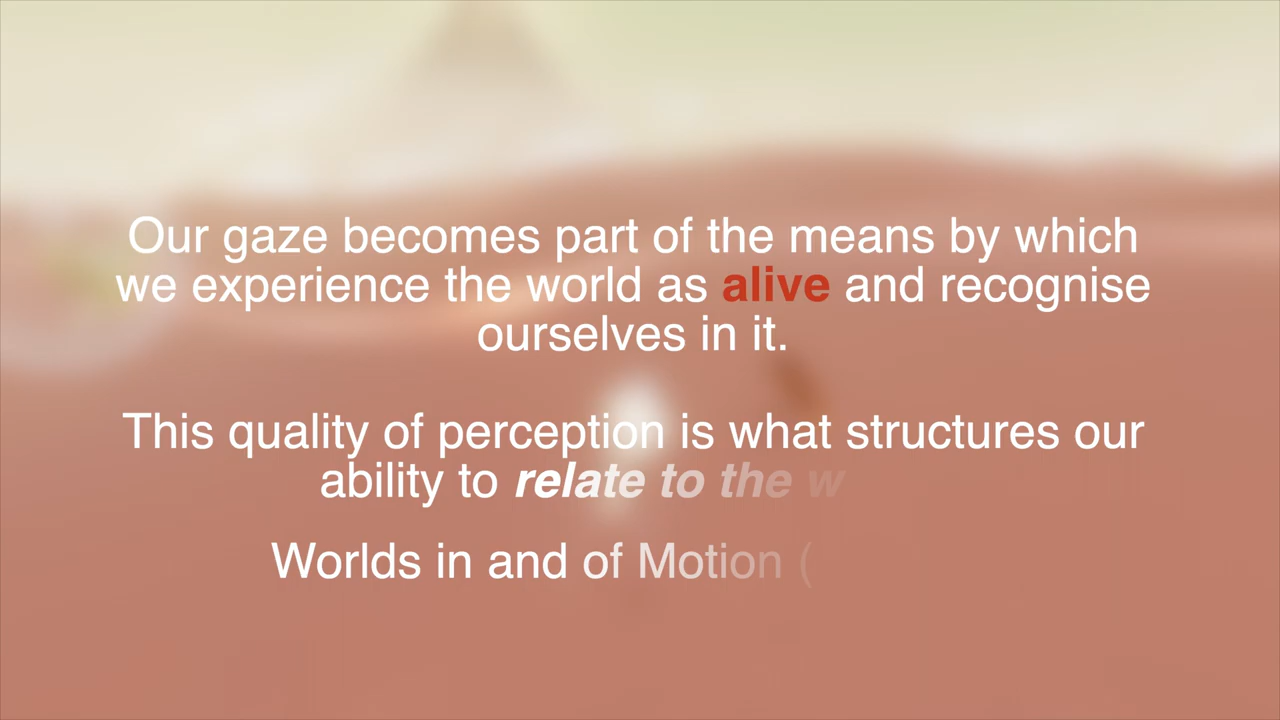 Our gaze becomes part of the means by which
we experience the world as alive and recognise
ourselves in it.
This quality of perception is what structures our
ability to relate to the w
Worlds in and of Motion (